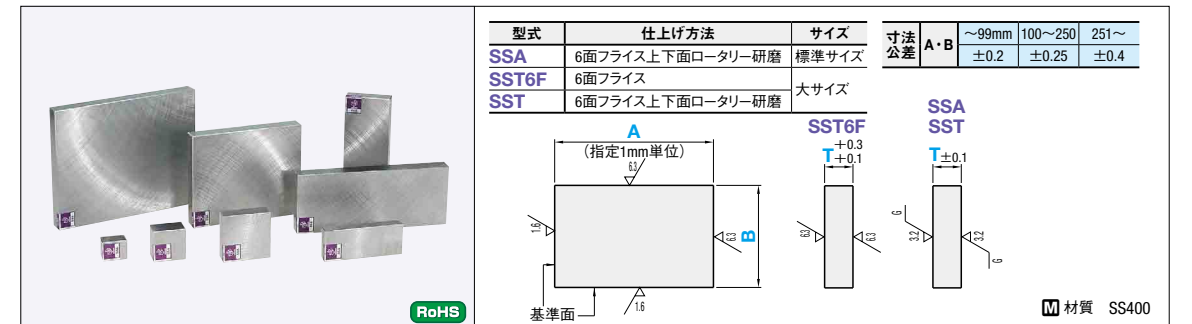 型式 仕上げ方法 サイズ
SSA 6面フライス上下面ロータリー研磨 標準サイズ
SST6F 6面フライス 大サイズ
SST 6面フライス上下面ロータリー研磨
寸法公差 A・B ～99mm 100～250 251～
±0.2 ±0.25 ±0.4
A
(指定1mm単位)
6.3
1.6
6.3
B
1.6
基準面
SST6F
T+0.3
+0.1
6.3
6.3
SSA
SST
T±0.1
G
3.2
3.2
G
RoHS
M 材質 SS400